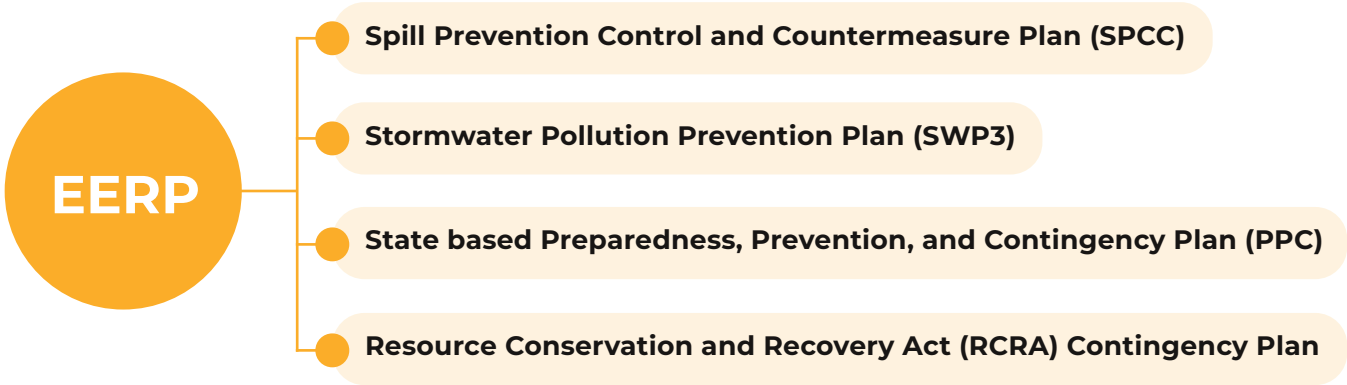 EERP
Spill Prevention Control and Countermeasure Plan (SPCC)
Stormwater Pollution Prevention Plan (SWP3)
State based Preparedness, Prevention, and Contingency Plan (PPC)
Resource Conservation and Recovery Act (RCRA) Contingency Plan